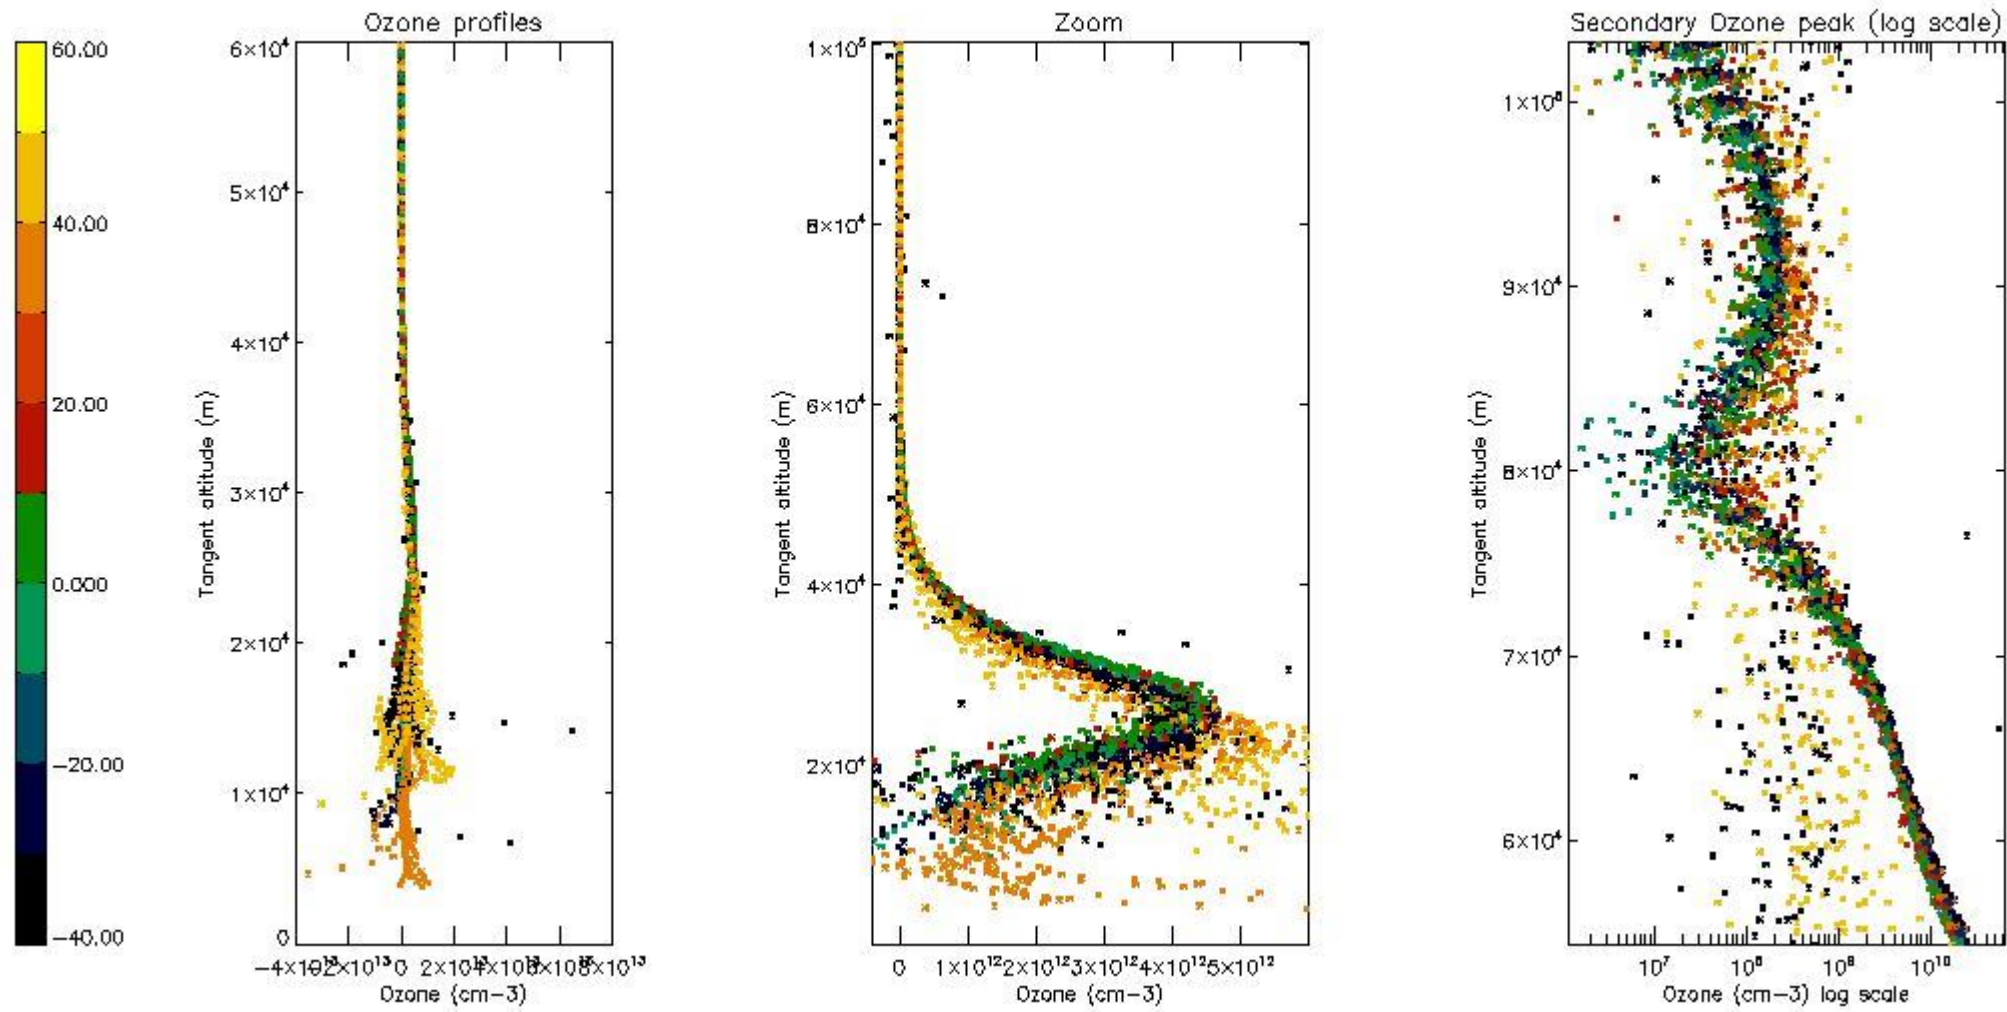 Ozone profiles
Zoom
Secondary Ozone peak (log scale)
60.00
40.00
20.00
0.000
−20.00
−40.00
6×10⁴
5×10⁴
4×10⁴
3×10⁴
2×10⁴
1×10⁴
0
Tangent altitude (m)
0
Ozone (cm−3)
1×10⁵
8×10⁴
6×10⁴
4×10⁴
2×10⁴
Tangent altitude (m)
0 1×10¹² 2×10¹² 3×10¹² 4×10¹² 5×10¹²
Ozone (cm−3)
9×10⁴
8×10⁴
7×10⁴
6×10⁴
Tangent altitude (m)
10⁷ 10⁸ 10⁹ 10¹⁰
Ozone (cm−3) log scale